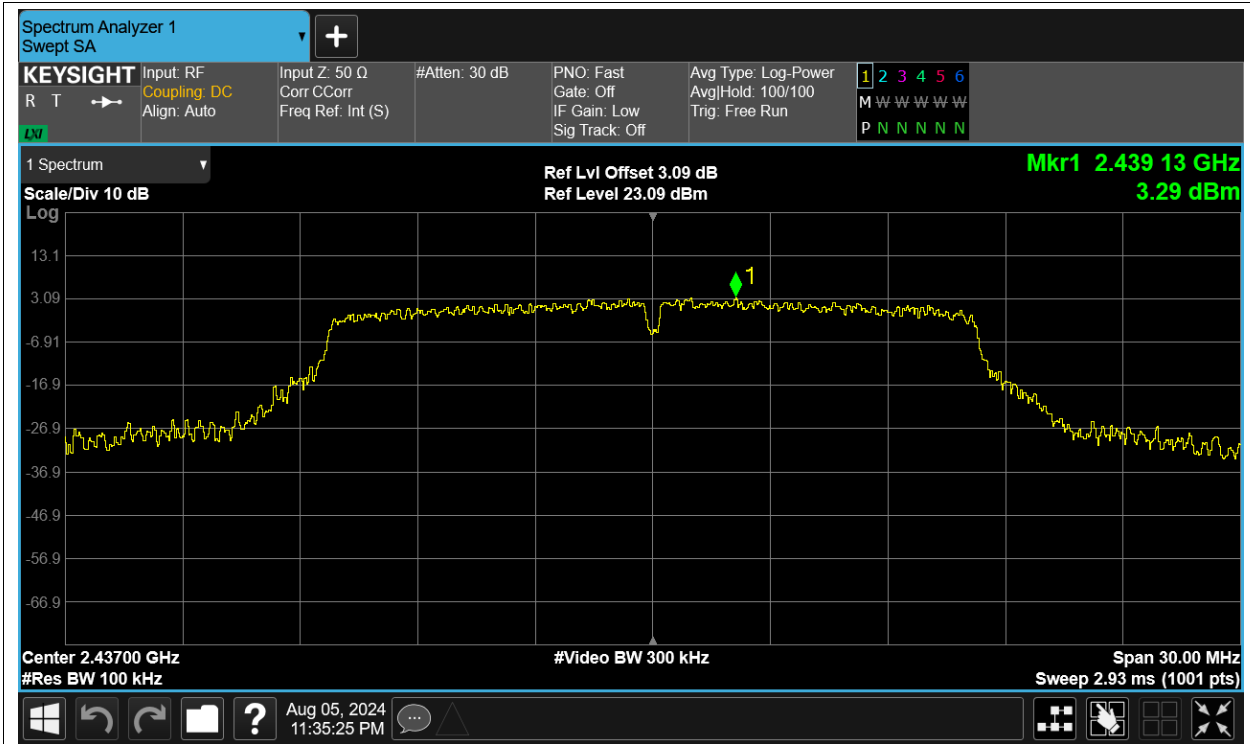 Spectrum Analyzer 1
Swept SA
KEYSIGHT
R T
LXI
Input: RF
Coupling: DC
Align: Auto
Input Z: 50 Ω
Corr CCorr
Freq Ref: Int (S)
#Atten: 30 dB
PNO: Fast
Gate: Off
IF Gain: Low
Sig Track: Off
Avg Type: Log-Power
Avg|Hold: 100/100
Trig: Free Run
1 2 3 4 5 6
M W W W W W
P N N N N N
1 Spectrum
Scale/Div 10 dB
Log
Ref Lvl Offset 3.09 dB
Ref Level 23.09 dBm
Mkr1 2.439 13 GHz
3.29 dBm
1
13.1
3.09
-6.91
-16.9
-26.9
-36.9
-46.9
-56.9
-66.9
Center 2.43700 GHz
#Res BW 100 kHz
#Video BW 300 kHz
Span 30.00 MHz
Sweep 2.93 ms (1001 pts)
?
Aug 05, 2024
11:35:25 PM